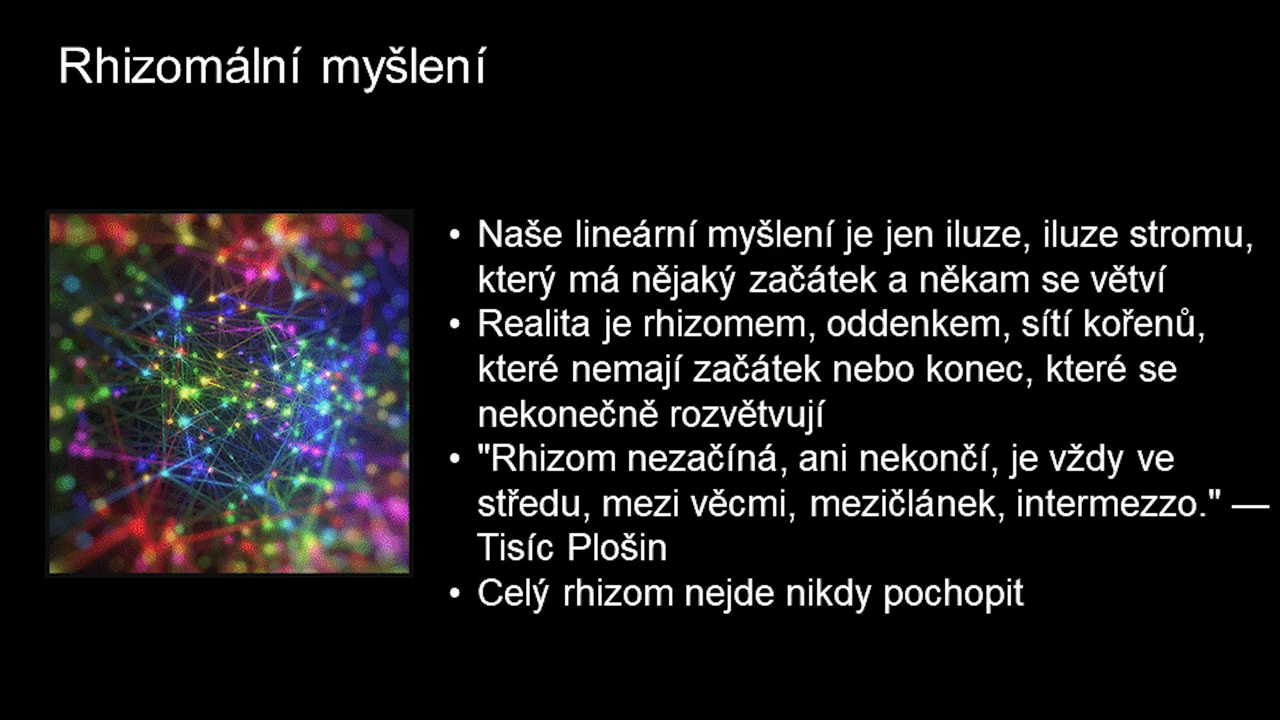 Rhizomální myšlení
• Naše lineární myšlení je jen iluze, iluze stromu,
který má nějaký začátek a někam se větví
• Realita je rhizomem, oddenkem, sítí kořenů,
které nemají začátek nebo konec, které se
nekonečně rozvětvují
• "Rhizom nezačíná, ani nekončí, je vždy ve
středu, mezi věcmi, mezičlánek, intermezzo." —
Tisíc Plošin
• Celý rhizom nejde nikdy pochopit